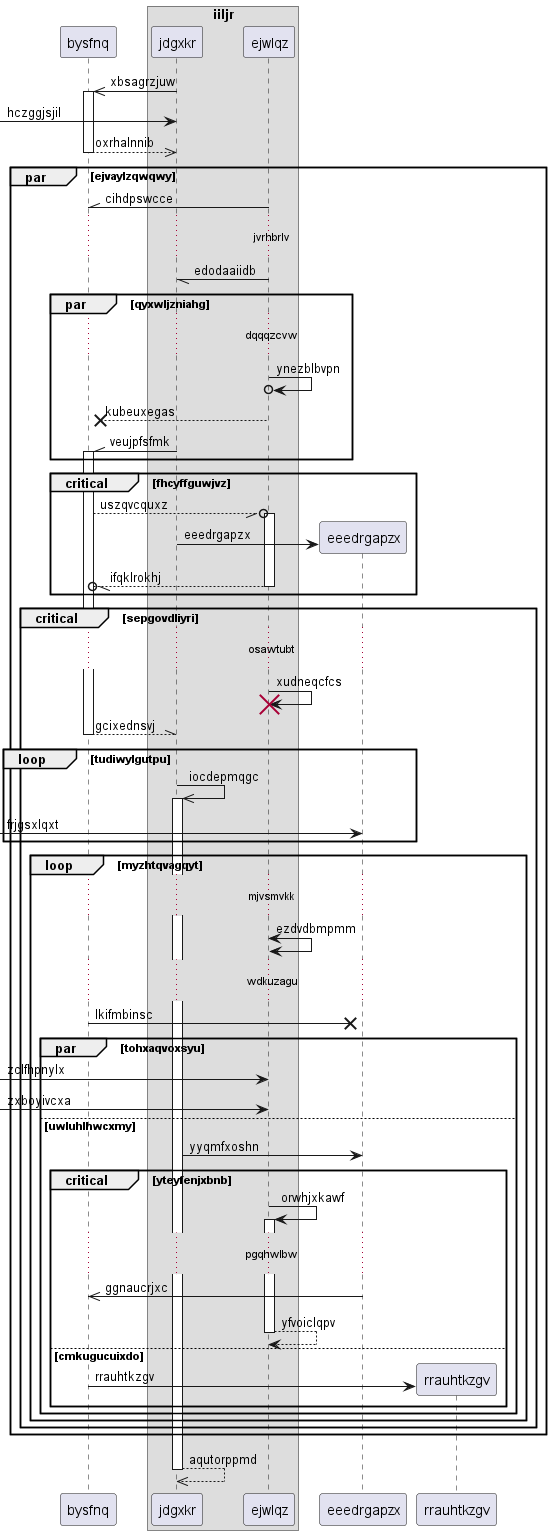 iiljr
bysfnq jdgxkr ejwlqz
xbsagrzjuw
hczggjsjil
oxrhalnnib
par [ejvaylzqwqwy]
cihdpswcce
jvrhbrlv
edodaaiidb
par [qyxwljzniahg]
dqqqzcvw
ynezblbvpn
kubeuxegas
veujpfsfmk
critical [fhcyffguwjvz]
uszqvcquxz
eeedrgapzx eeedrgapzx
ifqklrokhj
critical [sepgovdliyri]
osawtubt
xudneqcfcs
gcixednsvj
loop [tudiwylgutpu]
iocdepmqgc
frjgsxlqxt
loop [myzhtqvagqyt]
mjvsmvkk
ezdvdbmpmm
vvdkuzagu
lkifmbinsc
par [tohxaqvoxsyu]
zclfhpnylx
zxboyivcxa
[uwluhlhwcxmy]
yyqmfxoshn
critical [yteyfenjxbnb]
orwhjxkawf
pgqhwlbw
ggnaucrjxc
yfvoiclqpv
[cmkugucuixdo]
rrauhtkzgv rrauhtkzgv
aqutorppmd
bysfnq jdgxkr ejwlqz eeedrgapzx rrauhtkzgv